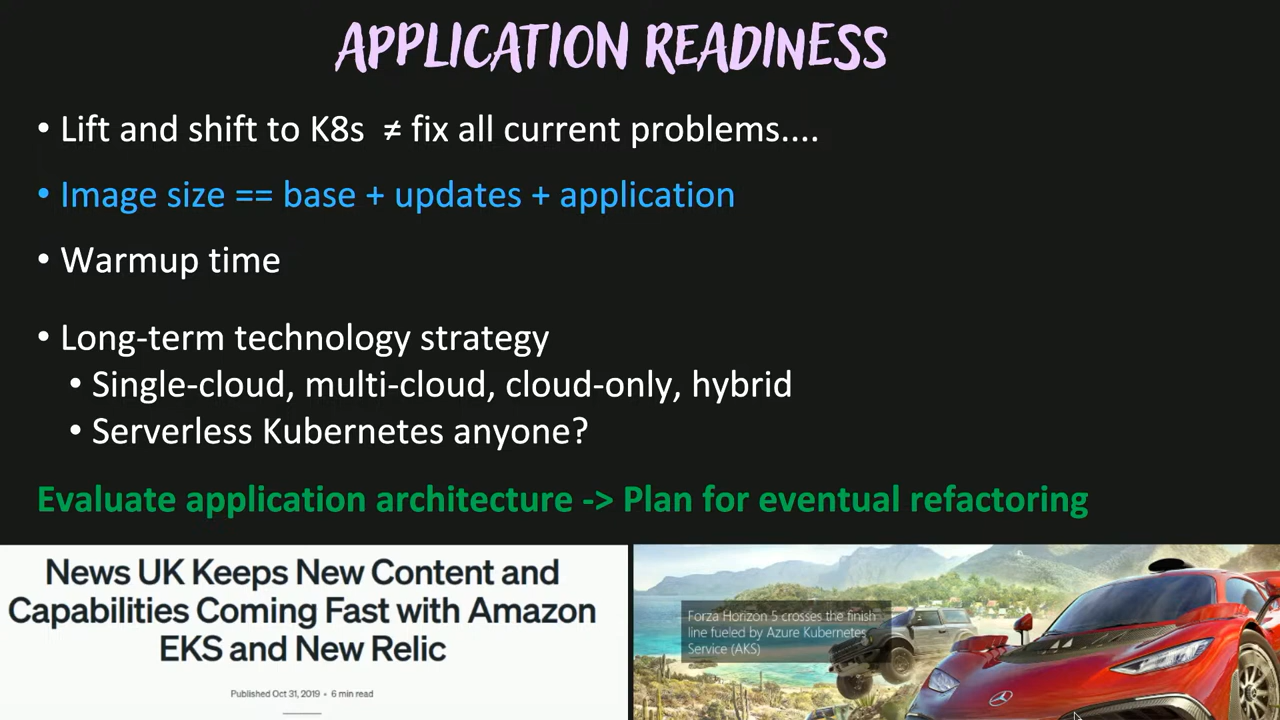 APPLICATION READINESS
• Lift and shift to K8s ≠ fix all current problems....
• Image size == base + updates + application
• Warmup time
• Long-term technology strategy
• Single-cloud, multi-cloud, cloud-only, hybrid
• Serverless Kubernetes anyone?
Evaluate application architecture -> Plan for eventual refactoring
News UK Keeps New Content and
Capabilities Coming Fast with Amazon
EKS and New Relic
Published Oct 31, 2019 • 6 min read
Forza Horizon 5 crosses the finish
line fueled by Azure Kubernetes
Service (AKS)